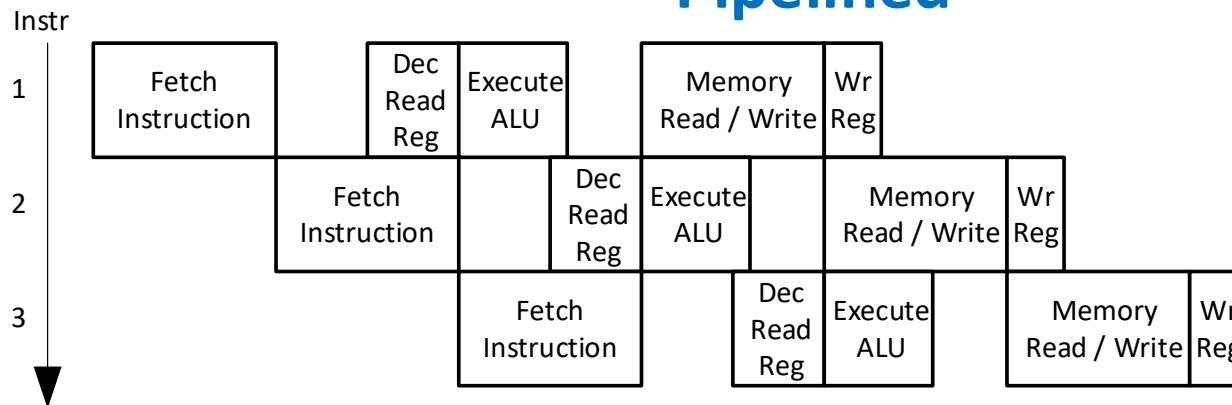 Pipelined
Instr
1
Fetch
Instruction
Dec
Read
Reg
Execute
ALU
Memory
Read / Write
Wr
Reg
2
Fetch
Instruction
Dec
Read
Reg
Execute
ALU
Memory
Read / Write
Wr
Reg
3
Fetch
Instruction
Dec
Read
Reg
Execute
ALU
Memory
Read / Write
Wr
Reg